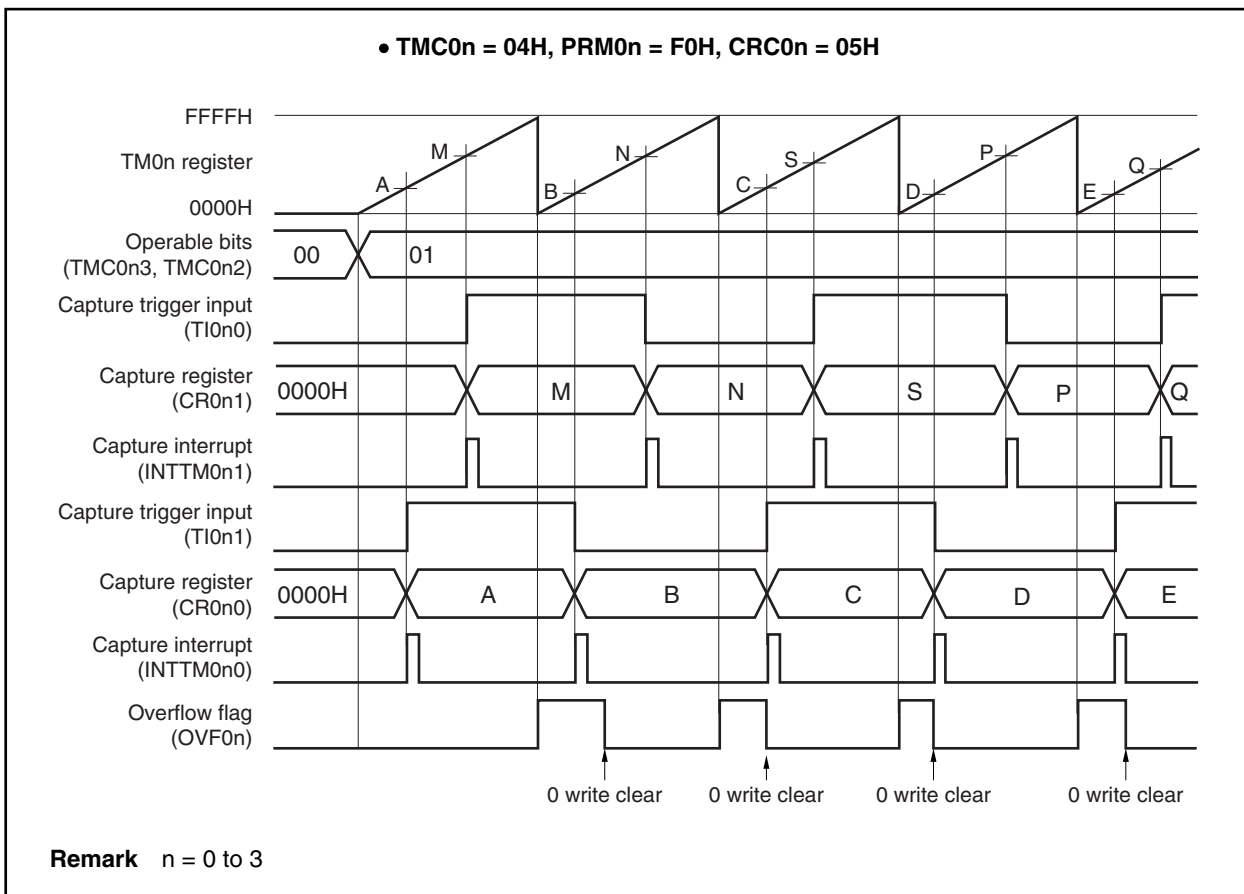 • TMC0n = 04H, PRM0n = F0H, CRC0n = 05H
FFFFH
TM0n register
0000H
M
A
N
B
S
C
P
D
Q
E
Operable bits
(TMC0n3, TMC0n2)
00
01
Capture trigger input
(TI0n0)
Capture register
(CR0n1)
0000H
M
N
S
P
Q
Capture interrupt
(INTTM0n1)
Capture trigger input
(TI0n1)
Capture register
(CR0n0)
0000H
A
B
C
D
E
Capture interrupt
(INTTM0n0)
Overflow flag
(OVF0n)
0 write clear
0 write clear
0 write clear
0 write clear
Remark n = 0 to 3